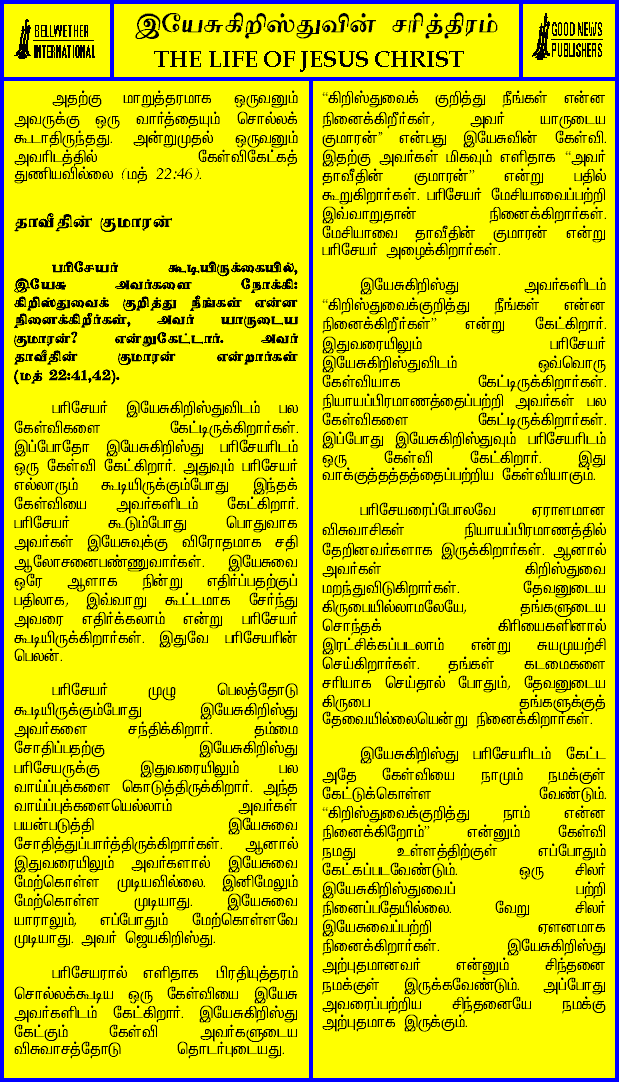 BELLWETHER
INTERNATIONAL
இயேசுகிறிஸ்துவின் சரித்திரம்
THE LIFE OF JESUS CHRIST
GOOD NEWS
PUBLISHERS
அதற்கு மாறுத்தரமாக ஒருவனும்
அவருக்கு ஒரு வார்த்தையும் சொல்லக்
கூடாதிருந்தது. அன்றுமுதல் ஒருவனும்
அவரிடத்தில் கேள்விகேட்கத்
துணியவில்லை (மத் 22:46).
தாவீதின் குமாரன்
பரிசேயர் கூடியிருக்கையில்,
இயேசு அவர்களை நோக்கி:
கிறிஸ்துவைக் குறித்து நீங்கள் என்ன
நினைக்கிறீர்கள், அவர் யாருடைய
குமாரன்? என்றுகேட்டார். அவர்
தாவீதின் குமாரன் என்றார்கள்
(மத் 22:41,42).
பரிசேயர் இயேசுகிறிஸ்துவிடம் பல
கேள்விகளை கேட்டிருக்கிறார்கள்.
இப்போதோ இயேசுகிறிஸ்து பரிசேயரிடம்
ஒரு கேள்வி கேட்கிறார். அதுவும் பரிசேயர்
எல்லாரும் கூடியிருக்கும்போது இந்தக்
கேள்வியை அவர்களிடம் கேட்கிறார்.
பரிசேயர் கூடும்போது பொதுவாக
அவர்கள் இயேசுவுக்கு விரோதமாக சதி
ஆலோசனைபண்ணுவார்கள். இயேசுவை
ஒரே ஆளாக நின்று எதிர்ப்பதற்குப்
பதிலாக, இவ்வாறு கூட்டமாக சேர்ந்து
அவரை எதிர்க்கலாம் என்று பரிசேயர்
கூடியிருக்கிறார்கள். இதுவே பரிசேயரின்
பெலன்.
பரிசேயர் முழு பெலத்தோடு
கூடியிருக்கும்போது இயேசுகிறிஸ்து
அவர்களை சந்திக்கிறார். தம்மை
சோதிப்பதற்கு இயேசுகிறிஸ்து
பரிசேயருக்கு இதுவரையிலும் பல
வாய்ப்புக்களை கொடுத்திருக்கிறார். அந்த
வாய்ப்புக்களையெல்லாம் அவர்கள்
பயன்படுத்தி இயேசுவை
சோதித்துப்பார்த்திருக்கிறார்கள். ஆனால்
இதுவரையிலும் அவர்களால் இயேசுவை
மேற்கொள்ள முடியவில்லை. இனிமேலும்
மேற்கொள்ள முடியாது. இயேசுவை
யாராலும், எப்போதும் மேற்கொள்ளவே
முடியாது. அவர் ஜெயகிறிஸ்து.
பரிசேயரால் எளிதாக பிரதியுத்தரம்
சொல்லக்கூடிய ஒரு கேள்வியை இயேசு
அவர்களிடம் கேட்கிறார். இயேசுகிறிஸ்து
கேட்கும் கேள்வி அவர்களுடைய
விசுவாசத்தோடு தொடர்புடையது.
“கிறிஸ்துவைக் குறித்து நீங்கள் என்ன
நினைக்கிறீர்கள், அவர் யாருடைய
குமாரன்” என்பது இயேசுவின் கேள்வி.
இதற்கு அவர்கள் மிகவும் எளிதாக “அவர்
தாவீதின் குமாரன்” என்று பதில்
கூறுகிறார்கள். பரிசேயர் மேசியாவைப்பற்றி
இவ்வாறுதான் நினைக்கிறார்கள்.
மேசியாவை தாவீதின் குமாரன் என்று
பரிசேயர் அழைக்கிறார்கள்.
இயேசுகிறிஸ்து அவர்களிடம்
“கிறிஸ்துவைக்குறித்து நீங்கள் என்ன
நினைக்கிறீர்கள்” என்று கேட்கிறார்.
இதுவரையிலும் பரிசேயர்
இயேசுகிறிஸ்துவிடம் ஒவ்வொரு
கேள்வியாக கேட்டிருக்கிறார்கள்.
நியாயப்பிரமாணத்தைப்பற்றி அவர்கள் பல
கேள்விகளை கேட்டிருக்கிறார்கள்.
இப்போது இயேசுகிறிஸ்துவும் பரிசேயரிடம்
ஒரு கேள்வி கேட்கிறார். இது
வாக்குத்தத்தத்தைப்பற்றிய கேள்வியாகும்.
பரிசேயரைப்போலவே ஏராளமான
விசுவாசிகள் நியாயப்பிரமாணத்தில்
தேறினவர்களாக இருக்கிறார்கள். ஆனால்
அவர்கள் கிறிஸ்துவை
மறந்துவிடுகிறார்கள். தேவனுடைய
கிருபையில்லாமலேயே, தங்களுடைய
சொந்தக் கிரியைகளினால்
இரட்சிக்கப்படலாம் என்று சுயமுயற்சி
செய்கிறார்கள். தங்கள் கடமைகளை
சரியாக செய்தால் போதும், தேவனுடைய
கிருபை தங்களுக்குத்
தேவையில்லையென்று நினைக்கிறார்கள்.
இயேசுகிறிஸ்து பரிசேயரிடம் கேட்ட
அதே கேள்வியை நாமும் நமக்குள்
கேட்டுக்கொள்ள வேண்டும்.
“கிறிஸ்துவைக்குறித்து நாம் என்ன
நினைக்கிறோம்” என்னும் கேள்வி
நமது உள்ளத்திற்குள் எப்போதும்
கேட்கப்படவேண்டும். ஒரு சிலர்
இயேசுகிறிஸ்துவைப் பற்றி
நினைப்பதேயில்லை. வேறு சிலர்
இயேசுவைப்பற்றி ஏளனமாக
நினைக்கிறார்கள். இயேசுகிறிஸ்து
அற்புதமானவர் என்னும் சிந்தனை
நமக்குள் இருக்கவேண்டும். அப்போது
அவரைப்பற்றிய சிந்தனையே நமக்கு
அற்புதமாக இருக்கும்.